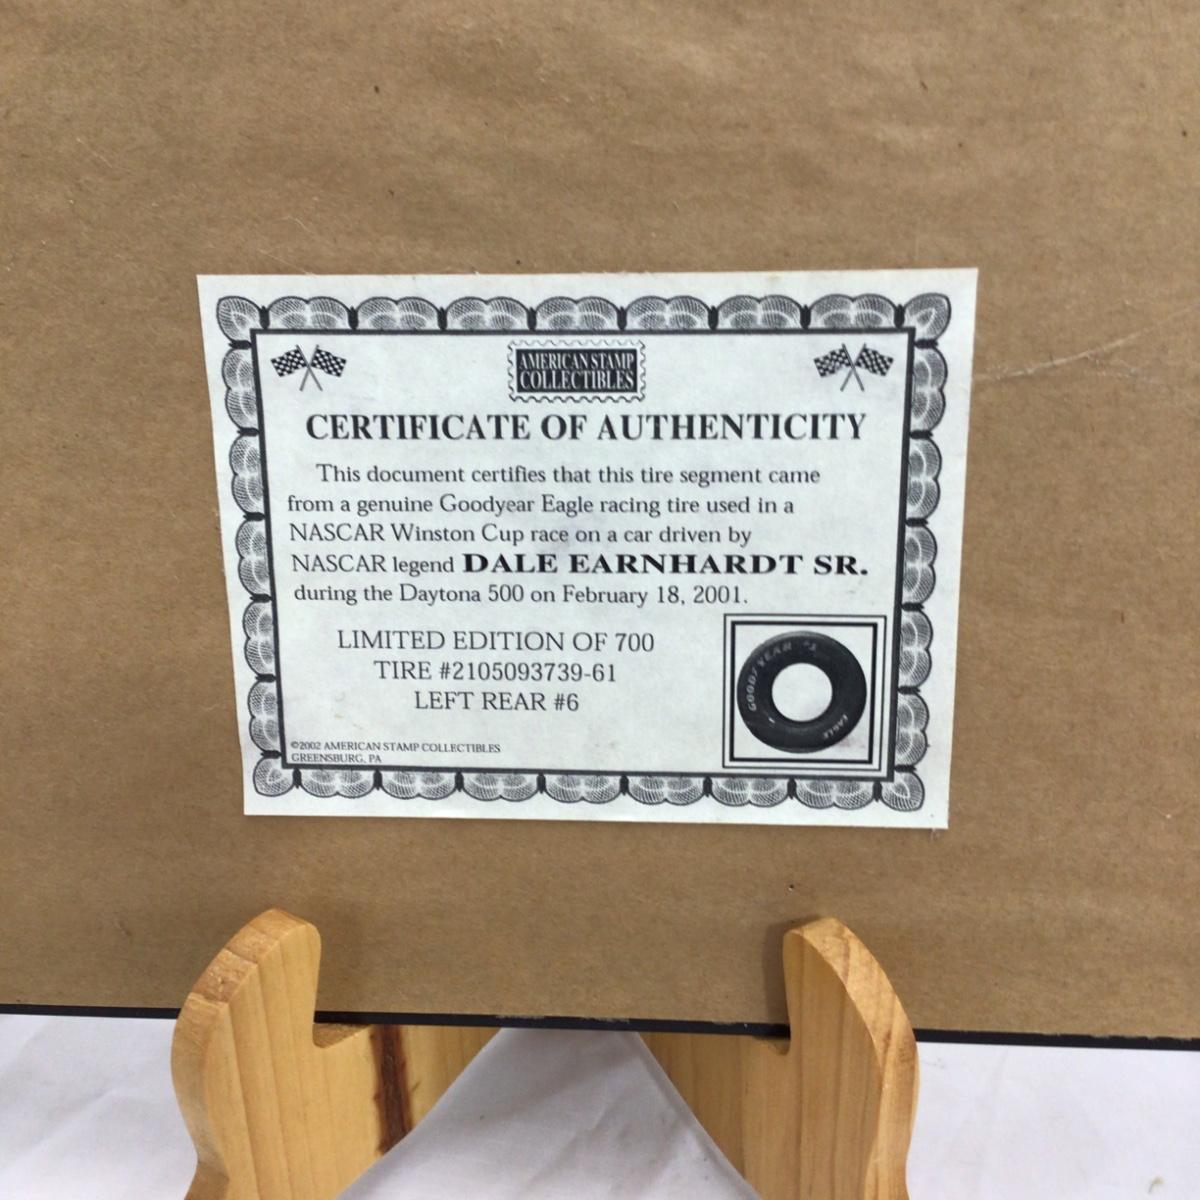 AMERICAN STAMP
COLLECTIBLES
CERTIFICATE OF AUTHENTICITY
This document certifies that this tire segment came
from a genuine Goodyear Eagle racing tire used in a
NASCAR Winston Cup race on a car driven by
NASCAR legend DALE EARNHARDT SR.
during the Daytona 500 on February 18, 2001.
LIMITED EDITION OF 700
TIRE #2105093739-61
LEFT REAR #6
GOODYEAR #1
EAGLE
©2002 AMERICAN STAMP COLLECTIBLES
GREENSBURG, PA